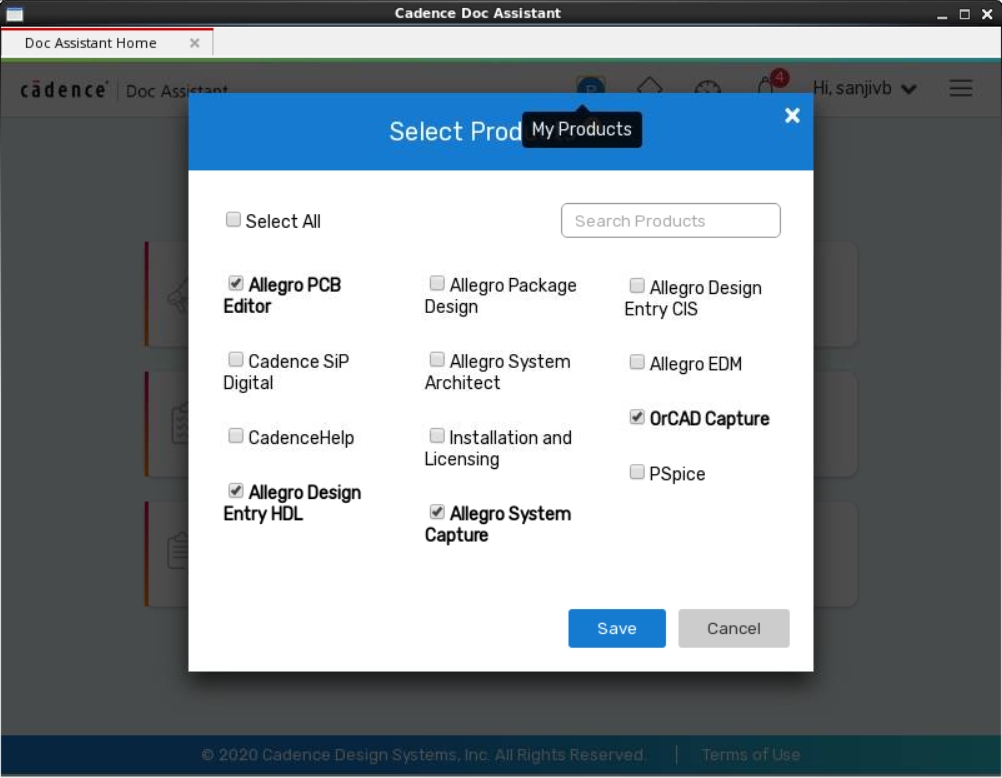 Cadence Doc Assistant
Doc Assistant Home
cādence Doc Assistant
4
Hi, sanjivb
My Products
Select Prod
Select All
Search Products
Allegro PCB
Editor
Cadence SiP
Digital
CadenceHelp
Allegro Design
Entry HDL
Allegro Package
Design
Allegro System
Architect
Installation and
Licensing
Allegro System
Capture
Allegro Design
Entry CIS
Allegro EDM
OrCAD Capture
PSpice
Save
Cancel
© 2020 Cadence Design Systems, Inc. All Rights Reserved.
Terms of Use